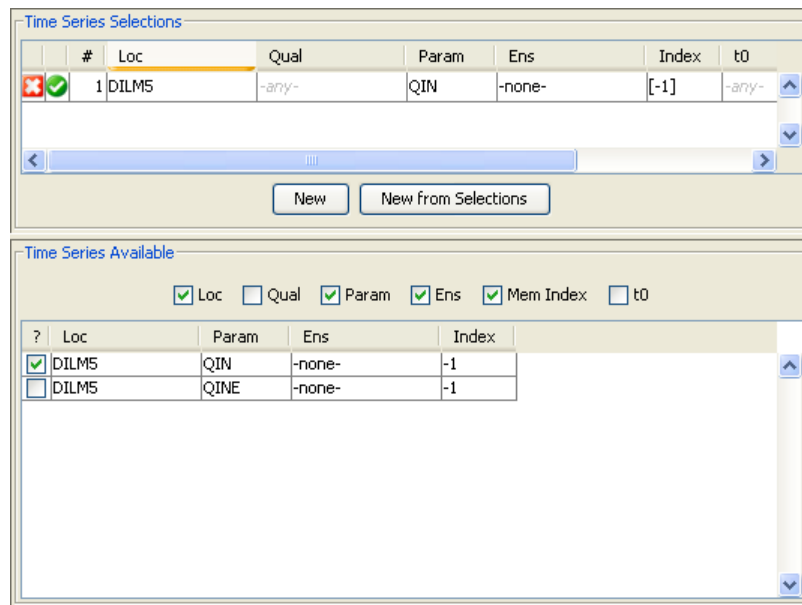 Time Series Selections
# Loc Qual Param Ens Index t0
1 DILM5 -any- QIN -none- [-1] -any-
New New from Selections
Time Series Available
Loc Qual Param Ens Mem Index t0
? Loc Param Ens Index
DILM5 QIN -none- -1
DILM5 QINE -none- -1